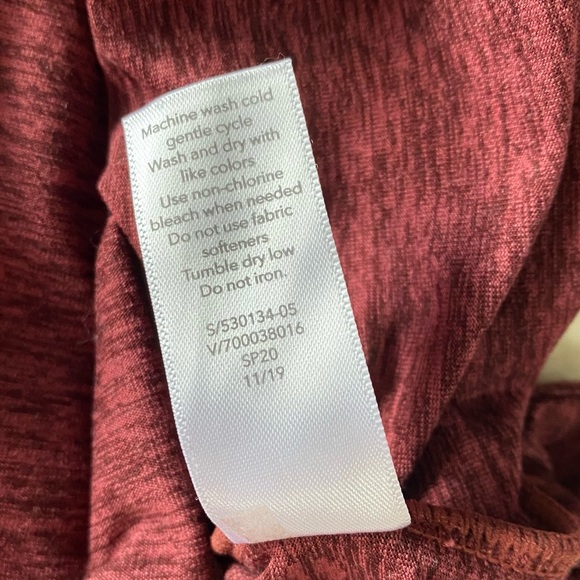 Machine wash cold
gentle cycle
Wash and dry with
like colors
Use non-chlorine
bleach when needed
Do not use fabric
softeners
Tumble dry low
Do not iron.
S/530134-05
V/700038016
SP20
11/19